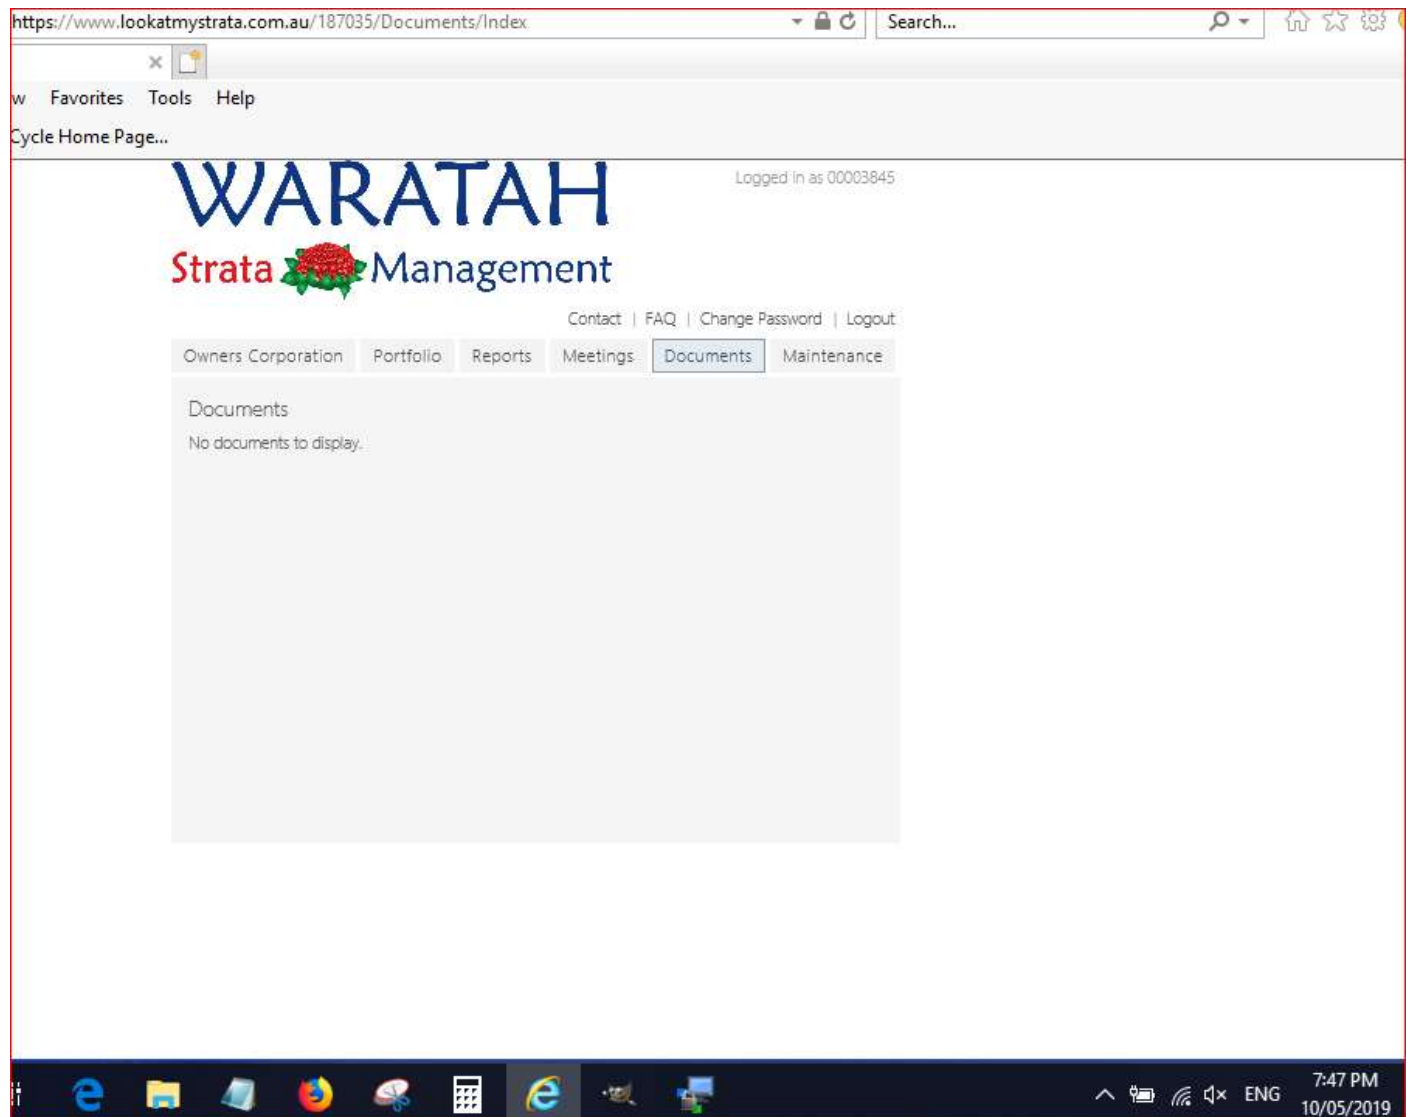 https://www.lookatmystrata.com.au/187035/Documents/Index
Search...
w Favorites Tools Help
Cycle Home Page...
WARATAH
Logged in as 00003845
Strata Management
Contact | FAQ | Change Password | Logout
Owners Corporation Portfolio Reports Meetings Documents Maintenance
Documents
No documents to display.
ENG
7:47 PM
10/05/2019